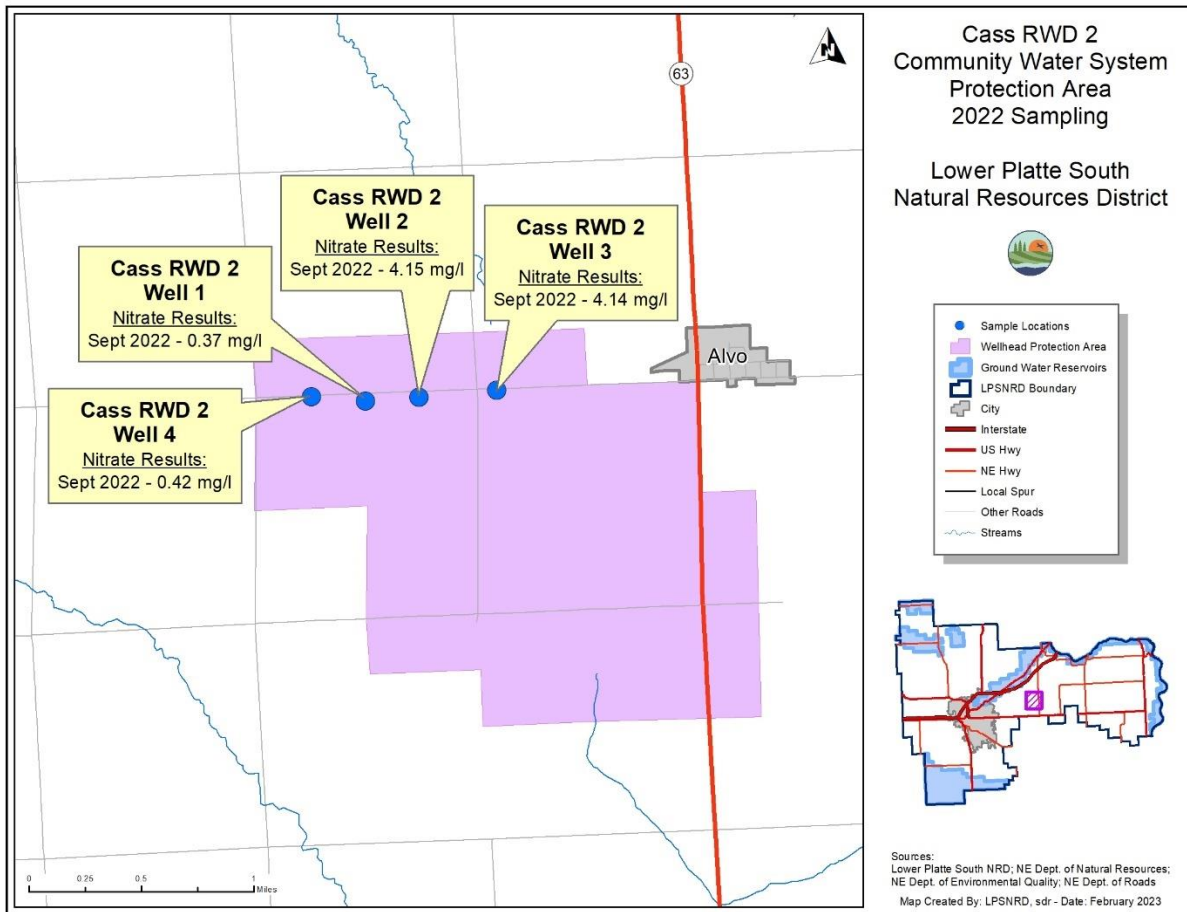 Cass RWD 2
Community Water System
Protection Area
2022 Sampling
Lower Platte South
Natural Resources District
N
63
Cass RWD 2
Well 2
Nitrate Results:
Sept 2022 - 4.15 mg/l
Cass RWD 2
Well 3
Nitrate Results:
Sept 2022 - 4.14 mg/l
Cass RWD 2
Well 1
Nitrate Results:
Sept 2022 - 0.37 mg/l
Cass RWD 2
Well 4
Nitrate Results:
Sept 2022 - 0.42 mg/l
Alvo
Sample Locations
Wellhead Protection Area
Ground Water Reservoirs
LPSNRD Boundary
City
Interstate
US Hwy
NE Hwy
Local Spur
Other Roads
Streams
0 0.25 0.5 1
Miles
Sources:
Lower Platte South NRD; NE Dept. of Natural Resources;
NE Dept. of Environmental Quality; NE Dept. of Roads
Map Created By: LPSNRD, sdr - Date: February 2023